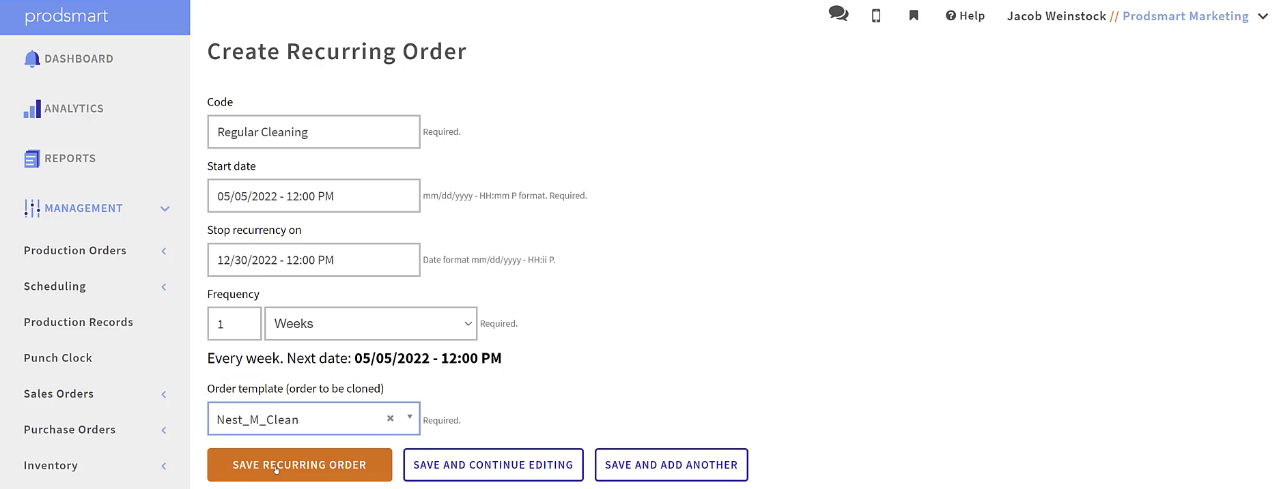 prodsmart
Help
Jacob Weinstock // Prodsmart Marketing
DASHBOARD
ANALYTICS
REPORTS
MANAGEMENT
Production Orders
Scheduling
Production Records
Punch Clock
Sales Orders
Purchase Orders
Inventory
Create Recurring Order
Code
Regular Cleaning Required.
Start date
05/05/2022 - 12:00 PM mm/dd/yyyy - HH:mm P format. Required.
Stop recurrency on
12/30/2022 - 12:00 PM Date format mm/dd/yyyy - HH:ii P.
Frequency
1 Weeks Required.
Every week. Next date: 05/05/2022 - 12:00 PM
Order template (order to be cloned)
Nest_M_Clean Required.
SAVE RECURRING ORDER SAVE AND CONTINUE EDITING SAVE AND ADD ANOTHER